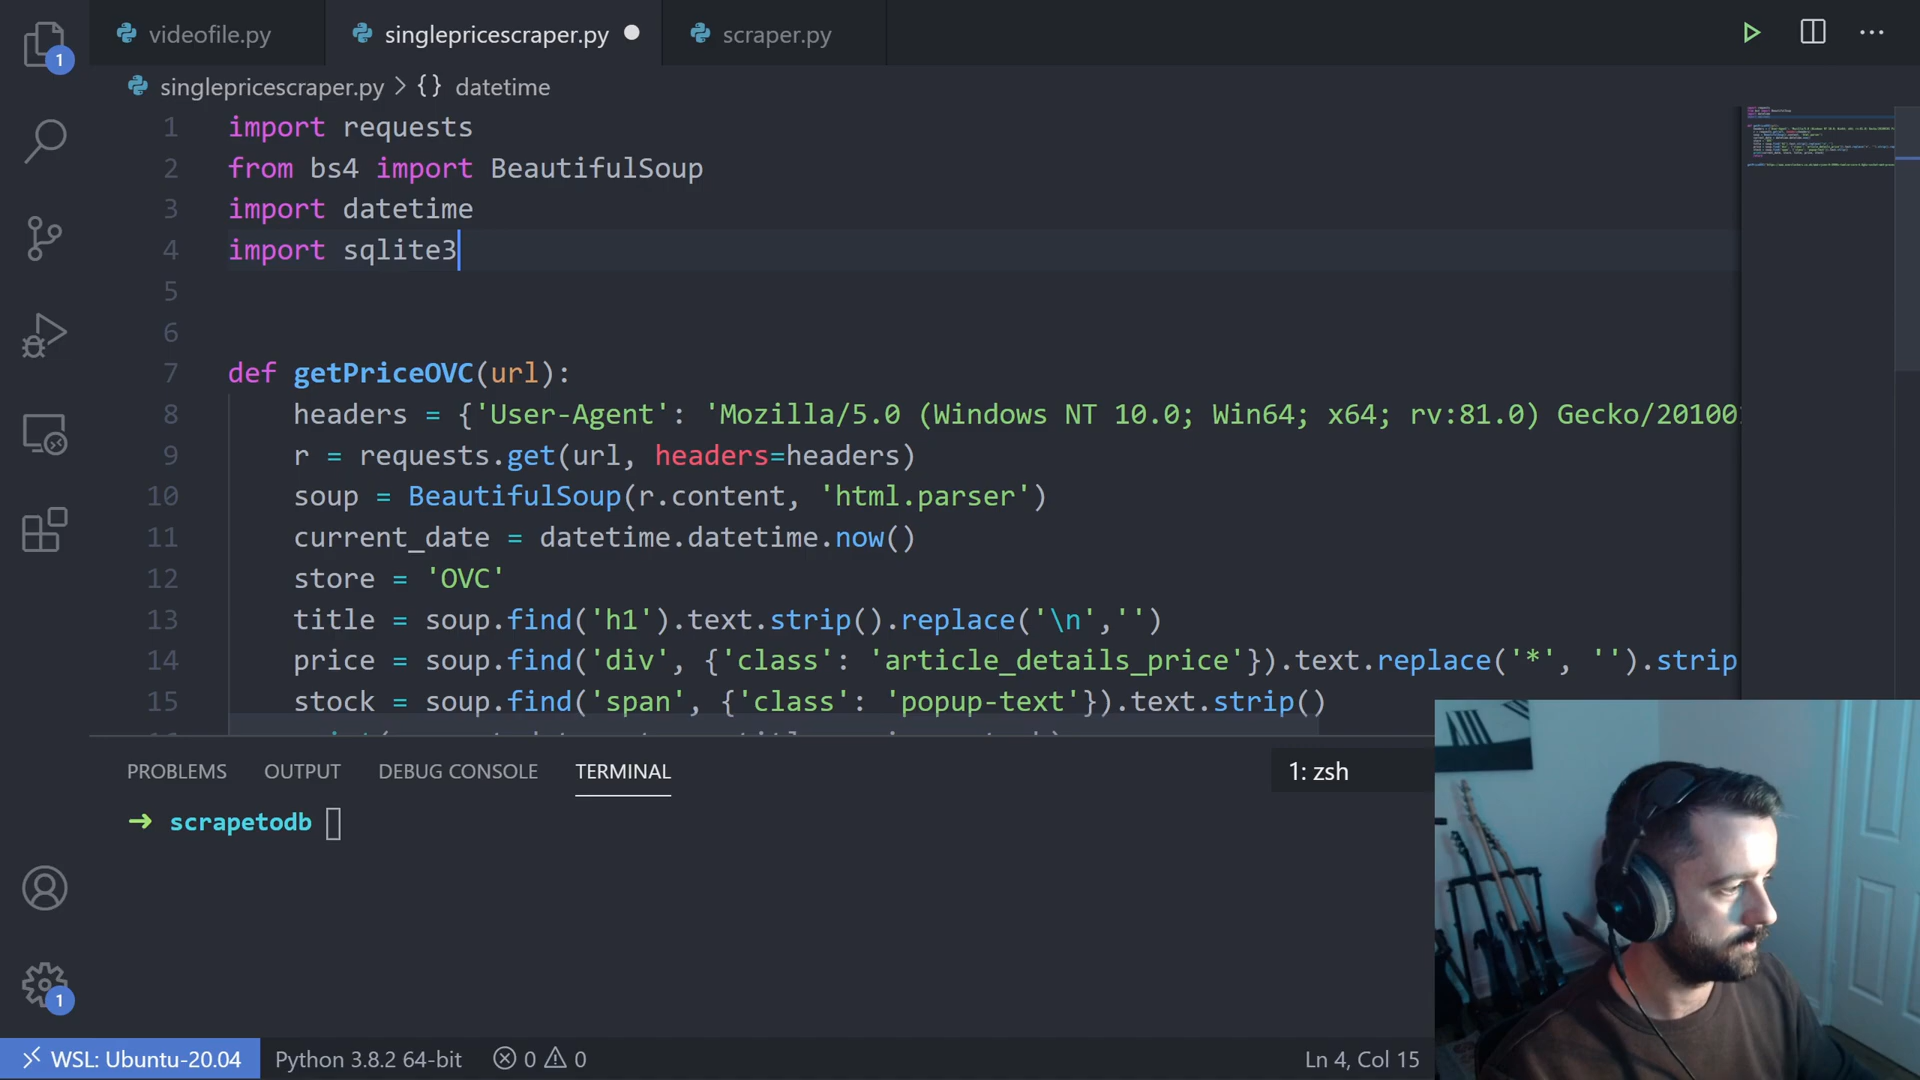 videofile.py
singlepricescraper.py
scraper.py
singlepricescraper.py > {} datetime
1 import requests
2 from bs4 import BeautifulSoup
3 import datetime
4 import sqlite3
5
6
7 def getPriceOVC(url):
8 headers = {'User-Agent': 'Mozilla/5.0 (Windows NT 10.0; Win64; x64; rv:81.0) Gecko/20100
9 r = requests.get(url, headers=headers)
10 soup = BeautifulSoup(r.content, 'html.parser')
11 current_date = datetime.datetime.now()
12 store = 'OVC'
13 title = soup.find('h1').text.strip().replace('\n','')
14 price = soup.find('div', {'class': 'article_details_price'}).text.replace('*', '').strip
15 stock = soup.find('span', {'class': 'popup-text'}).text.strip()
PROBLEMS OUTPUT DEBUG CONSOLE TERMINAL
1: zsh
➜ scrapetodb
1
1
WSL: Ubuntu-20.04
Python 3.8.2 64-bit
0 0
Ln 4, Col 15